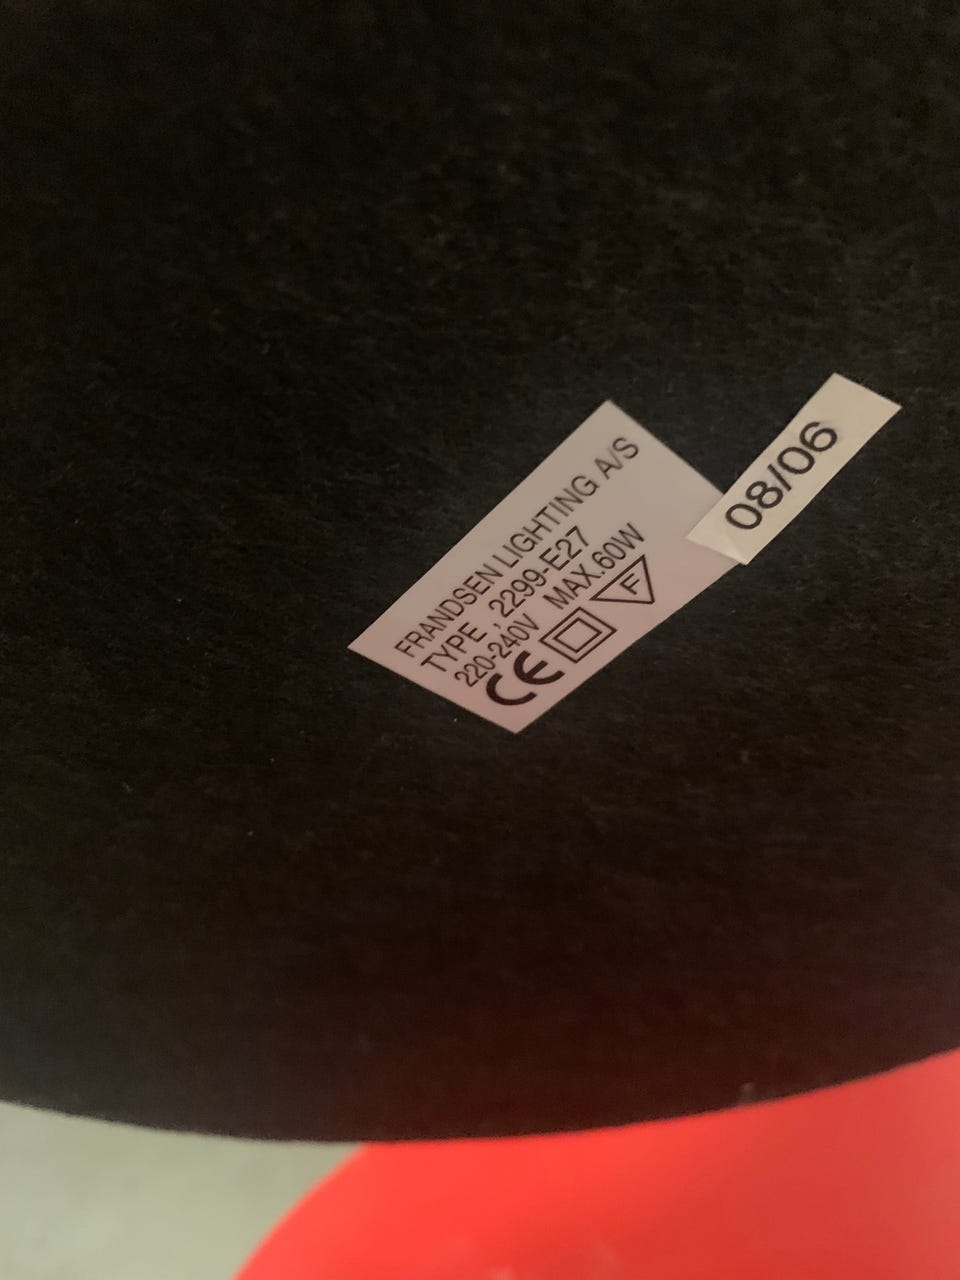 FRANDSEN LIGHTING A/S
TYPE ; 2299-E27
220-240V MAX.60W
CE F
08/06